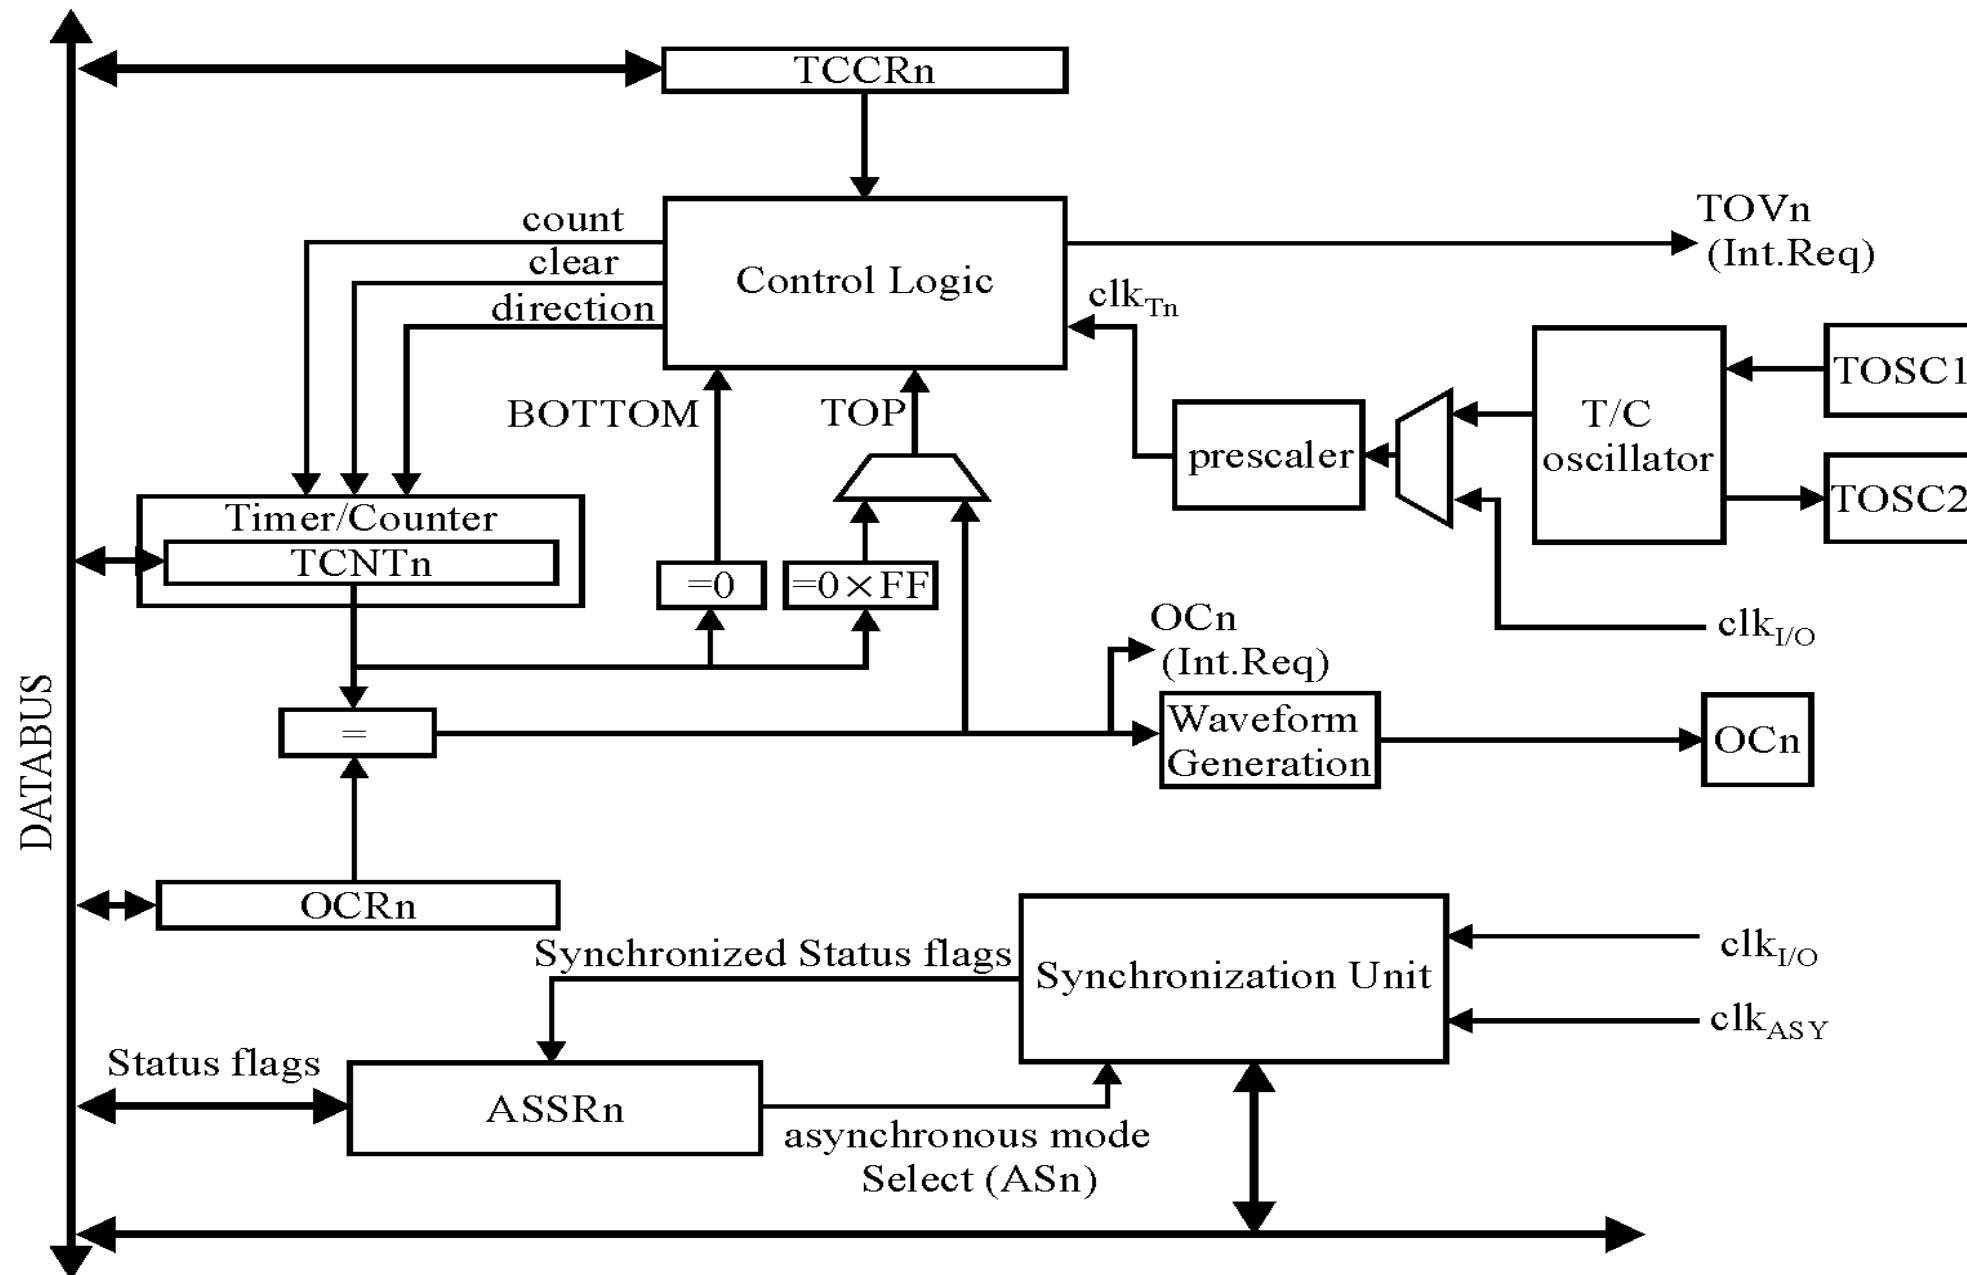 TCCRn
count
clear
direction
Control Logic
TOVn
(Int.Req)
clkTn
BOTTOM
TOP
prescaler
T/C
oscillator
TOSC1
TOSC2
Timer/Counter
TCNTn
=0
=0×FF
clkI/O
OCn
(Int.Req)
DATABUS
=
Waveform
Generation
OCn
OCRn
Synchronized Status flags
Synchronization Unit
clkI/O
clkASY
Status flags
ASSRn
asynchronous mode
Select (ASn)